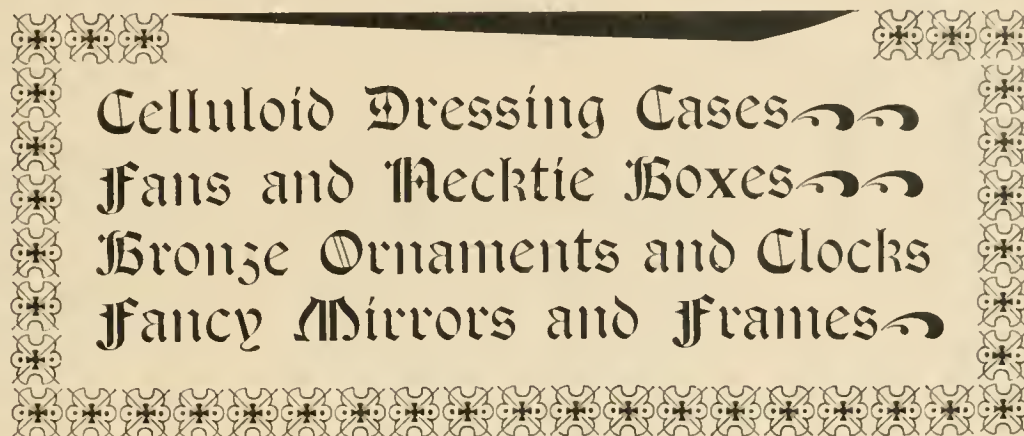 Celluloid Dressing Cases
Fans and Necktie Boxes
Bronze Ornaments and Clocks
Fancy Mirrors and Frames